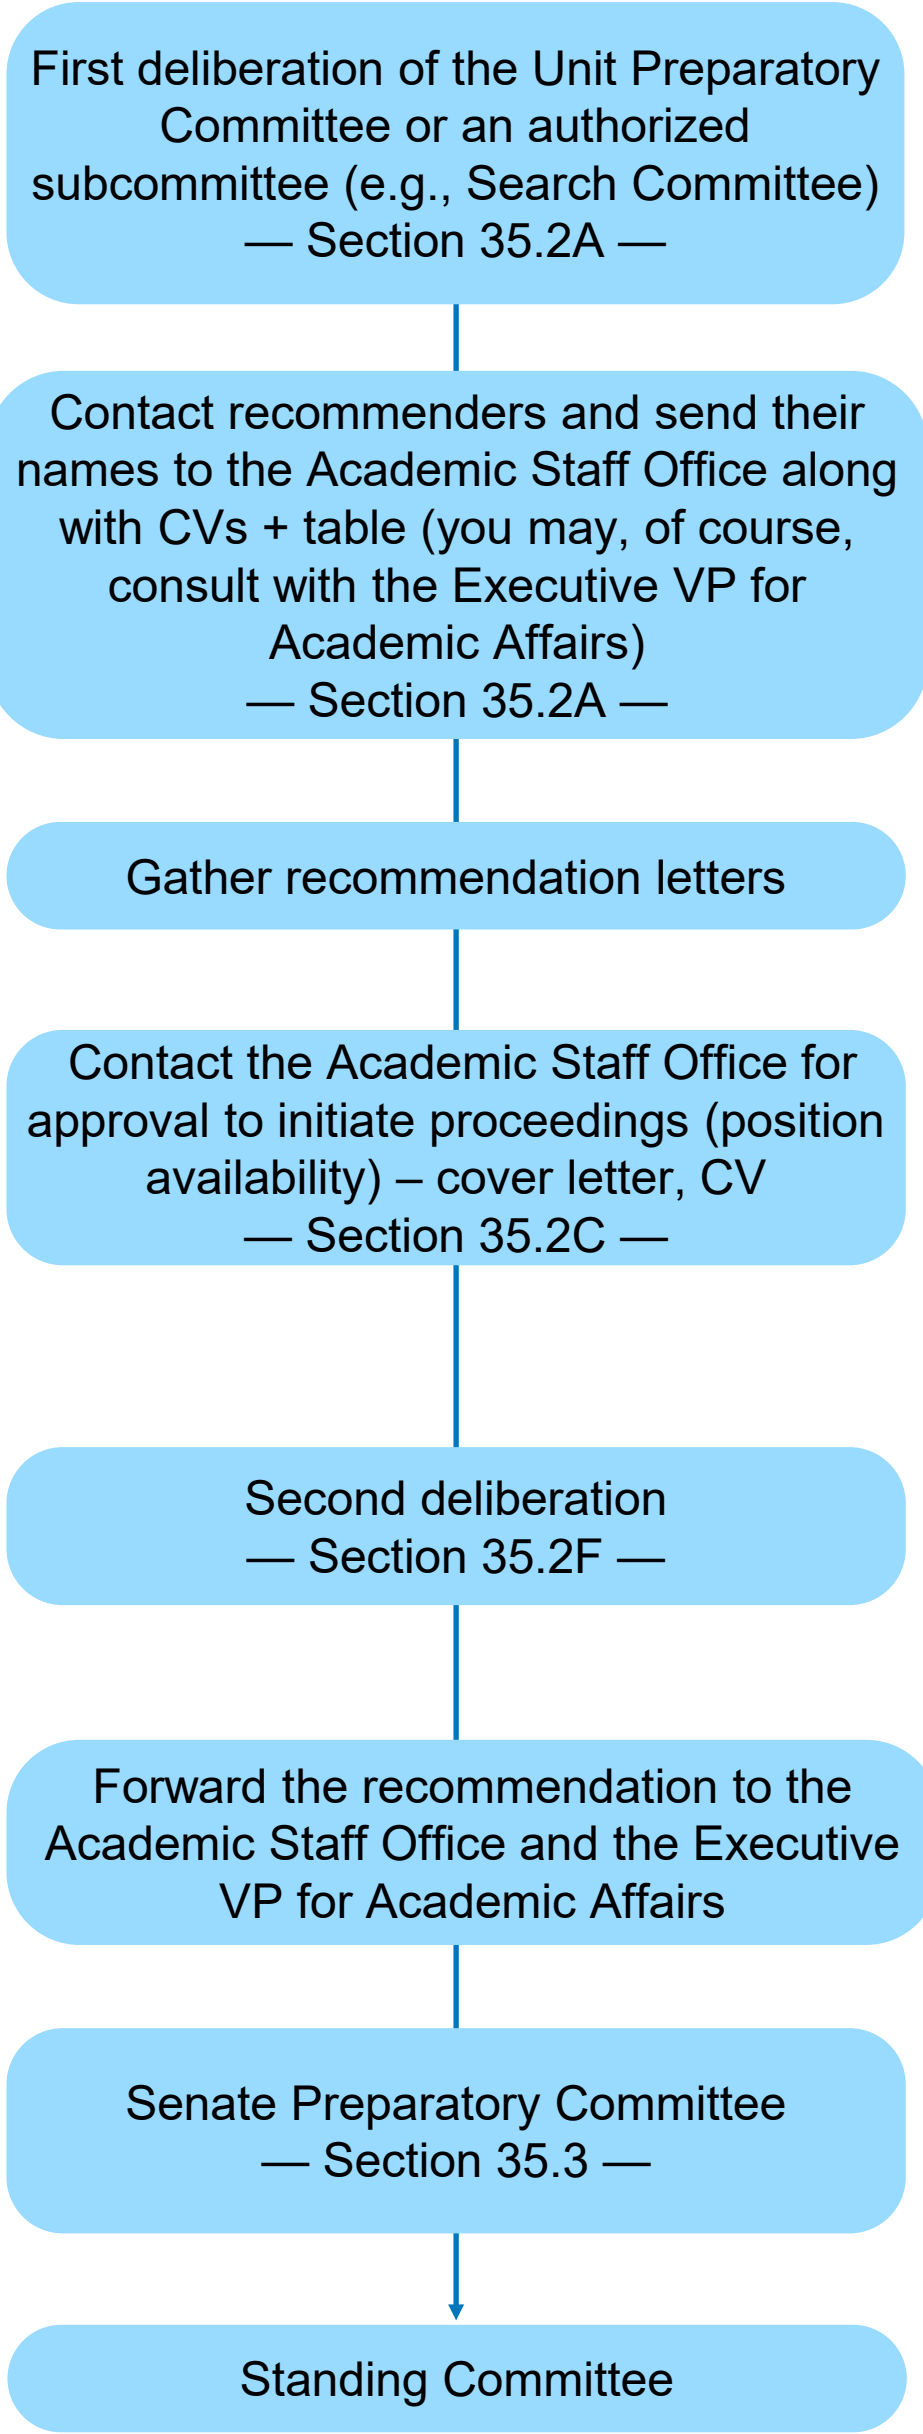 First deliberation of the Unit Preparatory
Committee or an authorized
subcommittee (e.g., Search Committee)
— Section 35.2A —
Contact recommenders and send their
names to the Academic Staff Office along
with CVs + table (you may, of course,
consult with the Executive VP for
Academic Affairs)
— Section 35.2A —
Gather recommendation letters
Contact the Academic Staff Office for
approval to initiate proceedings (position
availability) – cover letter, CV
— Section 35.2C —
Second deliberation
— Section 35.2F —
Forward the recommendation to the
Academic Staff Office and the Executive
VP for Academic Affairs
Senate Preparatory Committee
— Section 35.3 —
Standing Committee